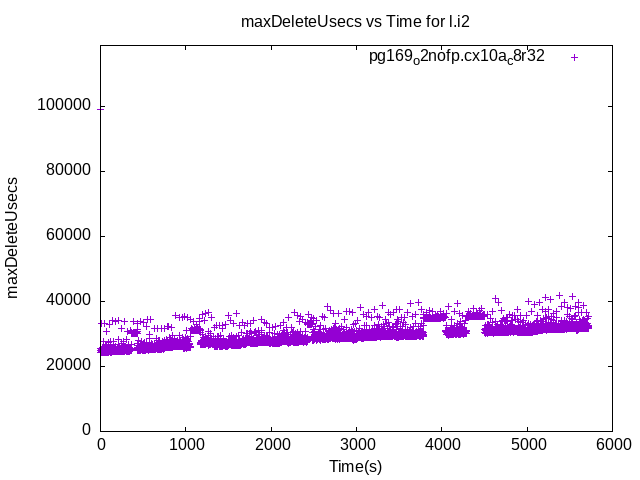 maxDeleteUsecs vs Time for l.i2
pg169o2nofp.cx10ac8r32
maxDeleteUsecs
100000
80000
60000
40000
20000
0
0 1000 2000 3000 4000 5000 6000
Time(s)